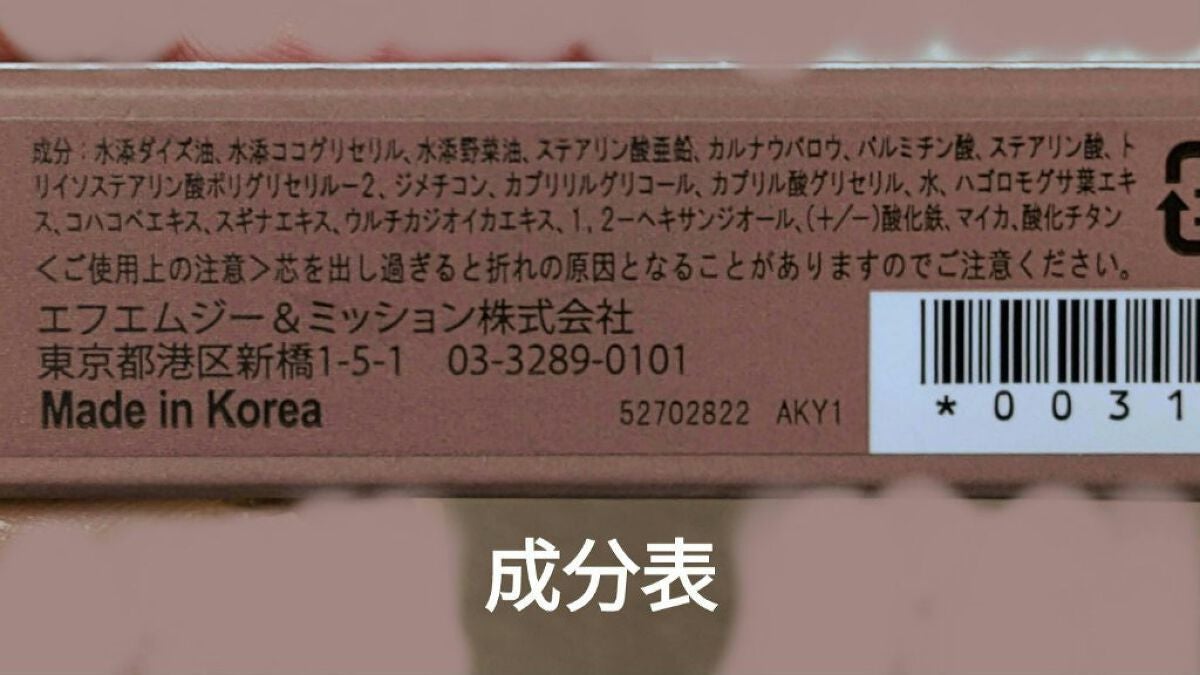 成分：水添ダイズ油、水添ココグリセリル、水添野菜油、ステアリン酸亜鉛、カルナウバロウ、パルミチン酸、ステアリン酸、ト
リイソステアリン酸ポリグリセリルー2、ジメチコン、カプリリルグリコール、カプリル酸グリセリル、水、ハゴロモグサ葉エキ
ス、コハコベエキス、スギナエキス、ウルチカジオイカエキス、1，2ーヘキサンジオール、(+/−)酸化鉄、マイカ、酸化チタン
＜ご使用上の注意＞芯を出し過ぎると折れの原因となることがありますのでご注意ください。
エフエムジー＆ミッション株式会社
東京都港区新橋1-5-1　03-3289-0101
Made in Korea
52702822 AKY1
*0031
成分表